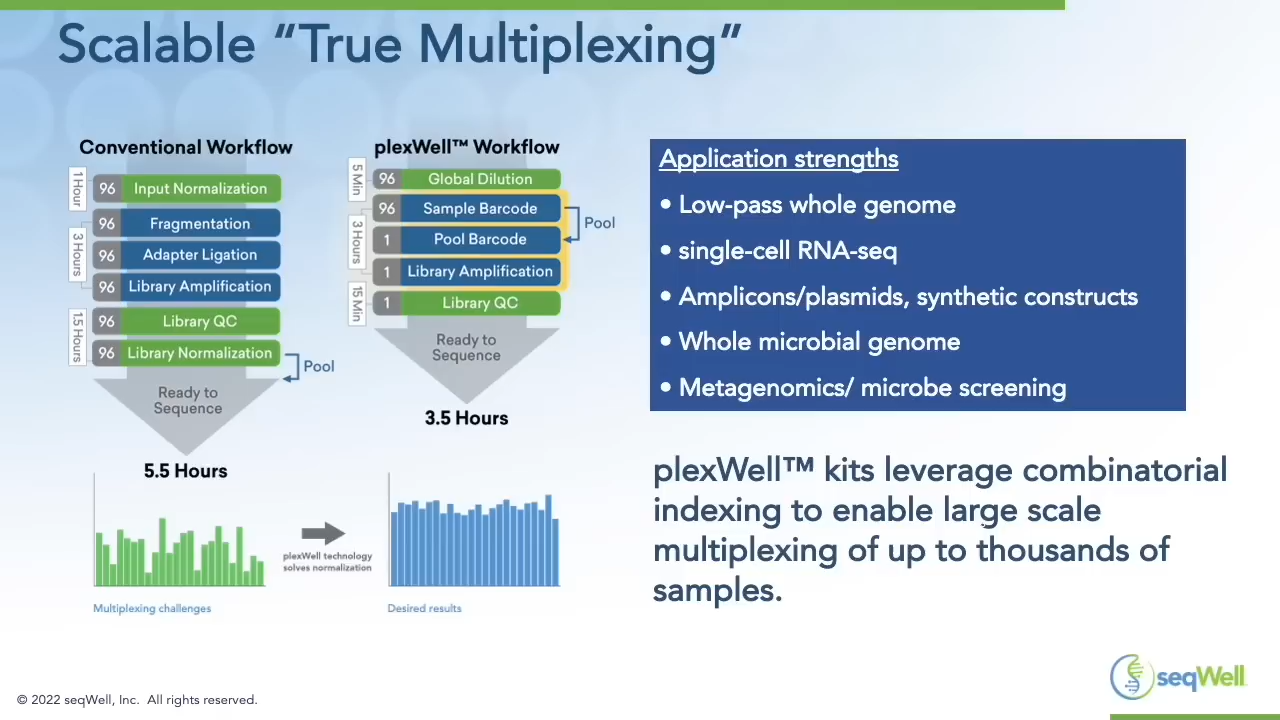 Scalable “True Multiplexing”
Conventional Workflow
1 Hour
96 Input Normalization
3 Hours
96 Fragmentation
96 Adapter Ligation
96 Library Amplification
1.5 Hours
96 Library QC
96 Library Normalization
Pool
Ready to
Sequence
5.5 Hours
plexWell™ Workflow
5 Min
96 Global Dilution
3 Hours
96 Sample Barcode
Pool
1 Pool Barcode
1 Library Amplification
15 Min
1 Library QC
Ready to
Sequence
3.5 Hours
Multiplexing challenges
plexWell technology
solves normalization
Desired results
Application strengths
• Low-pass whole genome
• single-cell RNA-seq
• Amplicons/plasmids, synthetic constructs
• Whole microbial genome
• Metagenomics/ microbe screening
plexWell™ kits leverage combinatorial
indexing to enable large scale
multiplexing of up to thousands of
samples.
© 2022 seqWell, Inc. All rights reserved.
seqWell